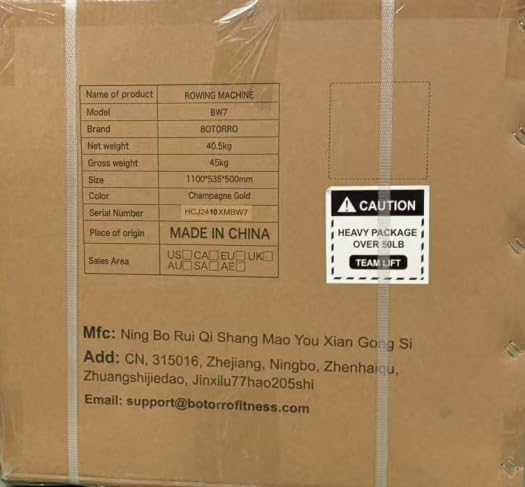 Name of product ROWING MACHINE
Model BW7
Brand BOTORRO
Net weight 40.5kg
Gross weight 45kg
Size 1100*535*500mm
Color Champagne Gold
Serial Number HCJ2410XMBW7
Place of origin MADE IN CHINA
Sales Area US□ CA□ EU□ UK□
AU□ SA□ AE□
CAUTION
HEAVY PACKAGE
OVER 50LB
TEAM LIFT
Mfc: Ning Bo Rui Qi Shang Mao You Xian Gong Si
Add: CN, 315016, Zhejiang, Ningbo, Zhenhaiqu,
Zhuangshijiedao, Jinxilu77hao205shi
Email: support@botorrofitness.com